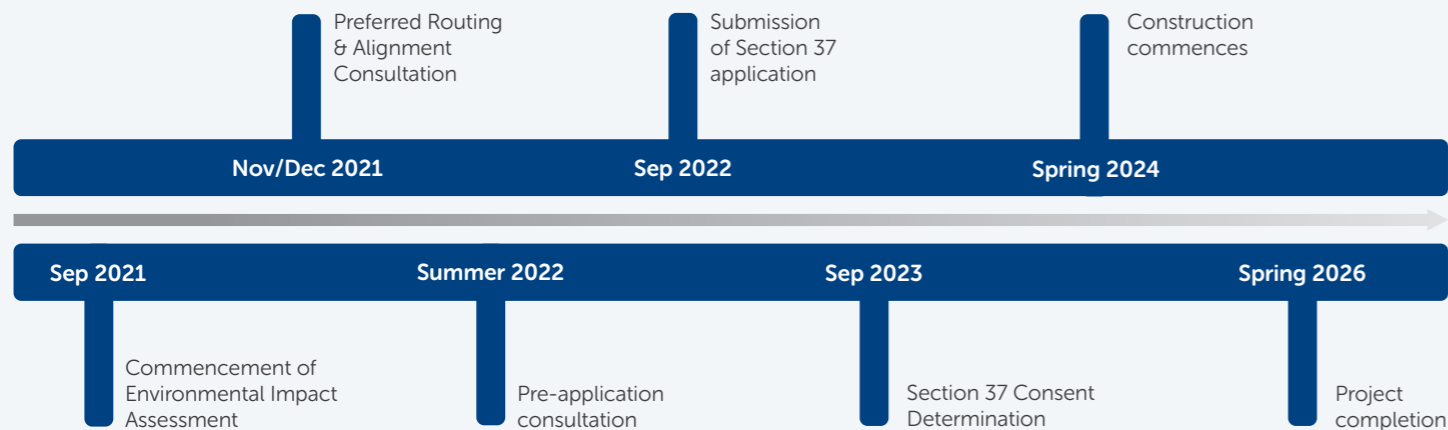 Preferred Routing
& Alignment
Consultation
Submission
of Section 37
application
Construction
commences
Nov/Dec 2021
Sep 2022
Spring 2024
Sep 2021
Summer 2022
Sep 2023
Spring 2026
Commencement of
Environmental Impact
Assessment
Pre-application
consultation
Section 37 Consent
Determination
Project
completion